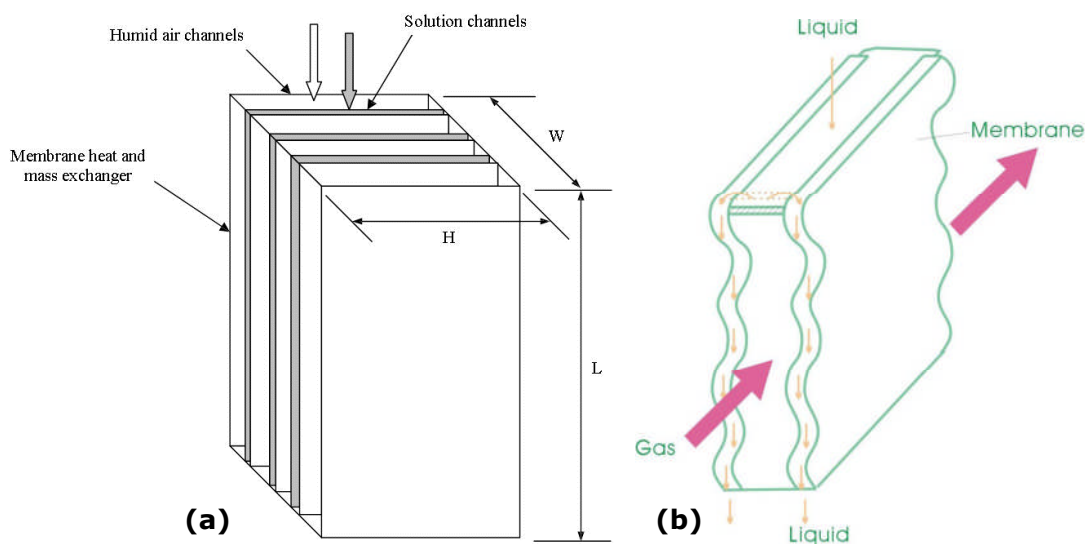 Humid air channels
Solution channels
Membrane heat and
mass exchanger
W
H
L
(a)
Liquid
Membrane
Gas
Liquid
(b)